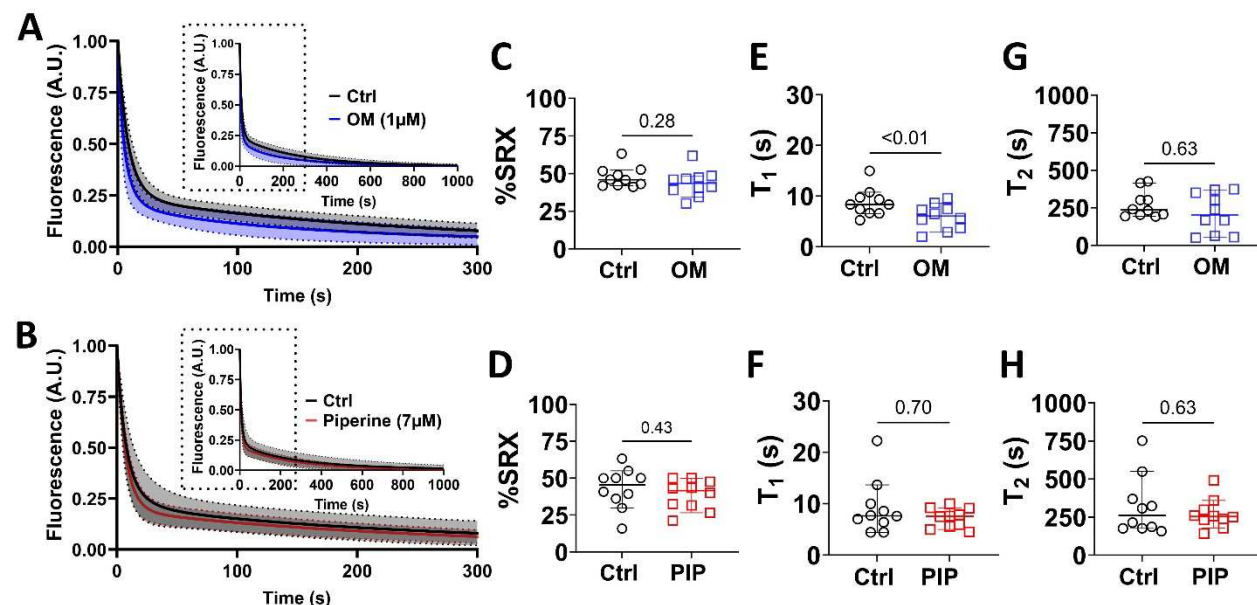 A
Fluorescence (A.U.)
1.00
0.75
0.50
0.25
0.00
0
100
200
300
Time (s)
Fluorescence (A.U.)
1.00
0.75
0.50
0.25
0.00
0
200
400
600
800
1000
Time (s)
Ctrl
OM (1µM)
C
%SRX
100
75
50
25
0
0.28
Ctrl
OM
E
T1 (s)
30
20
10
0
<0.01
Ctrl
OM
G
T2 (s)
1000
750
500
250
0
0.63
Ctrl
OM
B
Fluorescence (A.U.)
1.00
0.75
0.50
0.25
0.00
0
100
200
300
Time (s)
Fluorescence (A.U.)
1.00
0.75
0.50
0.25
0.00
0
200
400
600
800
1000
Time (s)
Ctrl
Piperine (7µM)
D
%SRX
100
75
50
25
0
0.43
Ctrl
PIP
F
T1 (s)
30
20
10
0
0.70
Ctrl
PIP
H
T2 (s)
1000
750
500
250
0
0.63
Ctrl
PIP